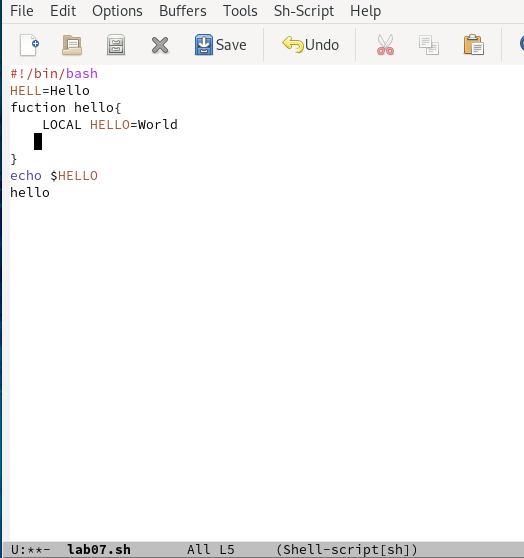 File Edit Options Buffers Tools Sh-Script Help
Save Undo
#!/bin/bash
HELL=Hello
fuction hello{
    LOCAL HELLO=World
}
echo $HELLO
hello
U:**-  lab07.sh       All L5     (Shell-script[sh])